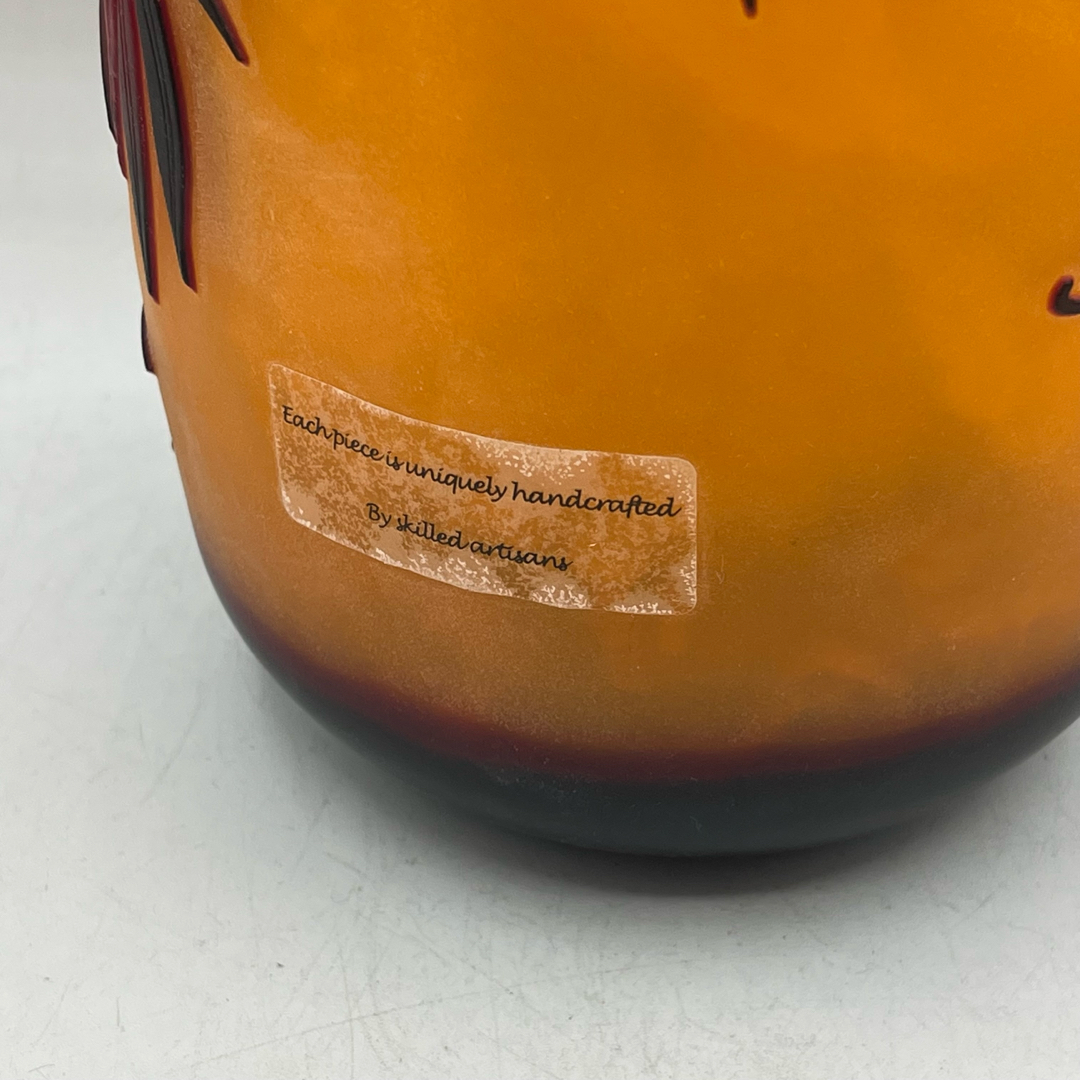 Each piece is uniquely handcrafted
By skilled artisans